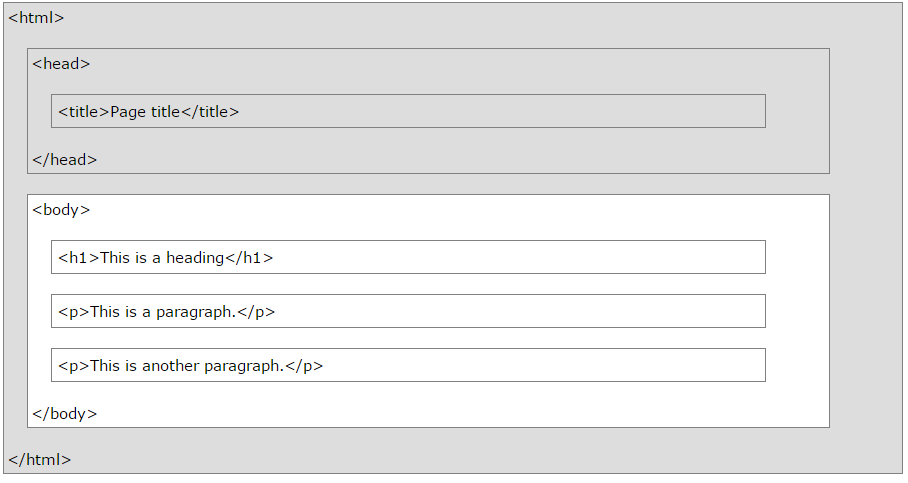 <html>
<head>
<title>Page title</title>
</head>
<body>
<h1>This is a heading</h1>
<p>This is a paragraph.</p>
<p>This is another paragraph.</p>
</body>
</html>